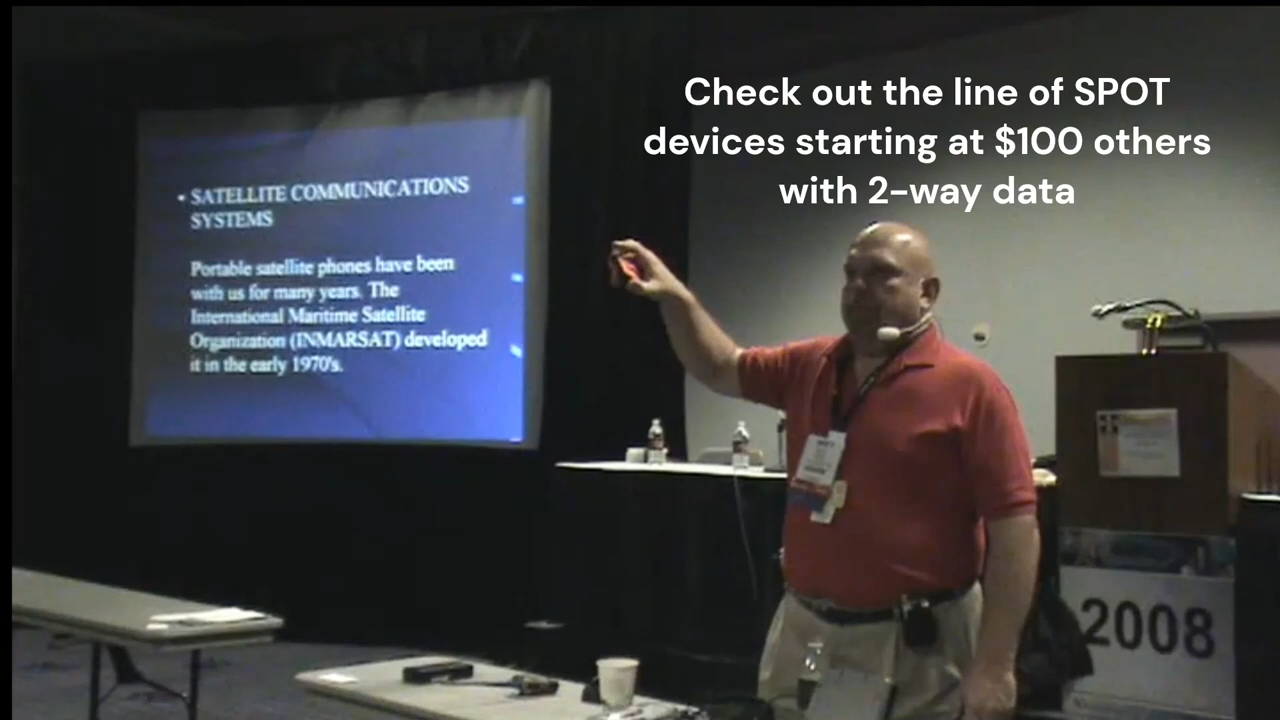 Check out the line of SPOT
devices starting at $100 others
with 2-way data
• SATELLITE COMMUNICATIONS
SYSTEMS
Portable satellite phones have been
with us for many years. The
International Maritime Satellite
Organization (INMARSAT) developed
it in the early 1970's.
2008